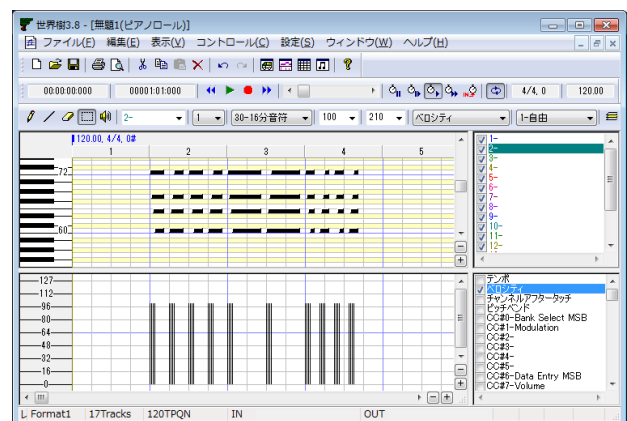 世界樹3.8 - [無題1(ピアノロール)]
ファイル(F) 編集(E) 表示(V) コントロール(C) 設定(S) ウィンドウ(W) ヘルプ(H)
00:00:00:000 00001:01:000 4/4, 0 120.00
2- 1 30-16分音符 100 210 ベロシティ 1-自由
120.00, 4/4, 0#
1 2 3 4 5
72
60
1-
2-
3-
4-
5-
6-
7-
8-
9-
10-
11-
12-
127
112
96
80
64
48
32
16
0
テンポ
ベロシティ
チャンネルアフタータッチ
ピッチベンド
CC#0-Bank Select MSB
CC#1-Modulation
CC#2-
CC#3-
CC#4-
CC#5-
CC#6-Data Entry MSB
CC#7-Volume
Format1 17Tracks 120TPQN IN OUT